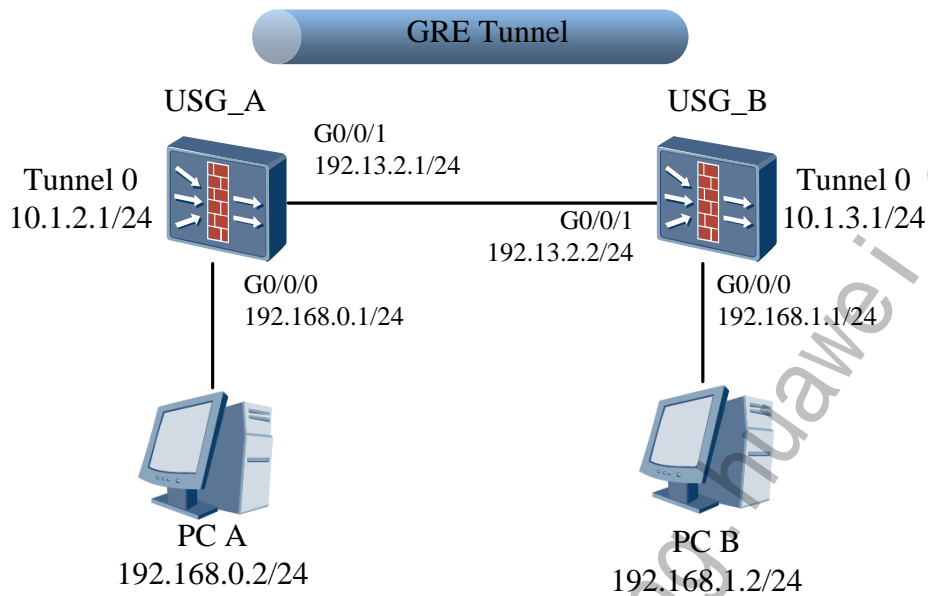 GRE Tunnel
USG_A
USG_B
G0/0/1
192.13.2.1/24
Tunnel 0
10.1.2.1/24
Tunnel 0
10.1.3.1/24
G0/0/1
192.13.2.2/24
G0/0/0
192.168.0.1/24
G0/0/0
192.168.1.1/24
PC A
192.168.0.2/24
PC B
192.168.1.2/24
ng.huawei